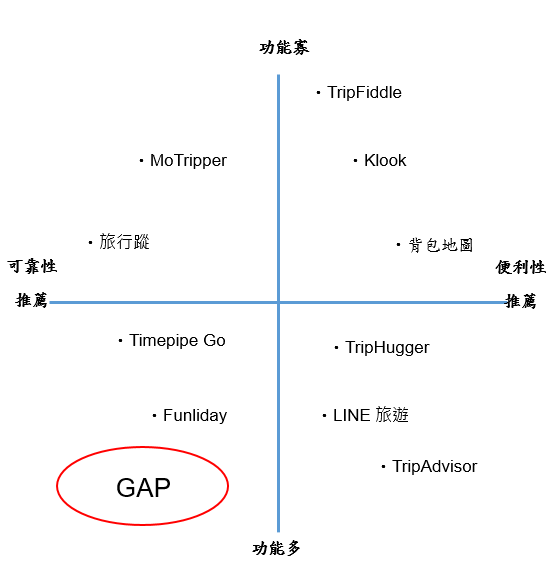 功能寡
• TripFiddle
• MoTripper
• Klook
• 旅行蹤
• 背包地圖
可靠性
推薦
便利性
推薦
• Timepipe Go
• TripHugger
• Funliday
• LINE 旅遊
• TripAdvisor
GAP
功能多